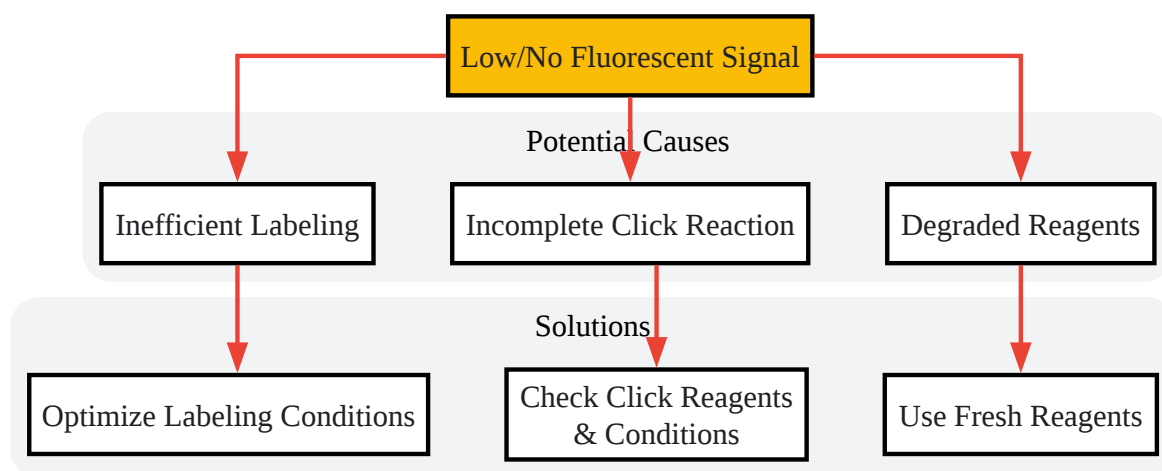 Low/No Fluorescent Signal
Potential Causes
Inefficient Labeling
Incomplete Click Reaction
Degraded Reagents
Solutions
Optimize Labeling Conditions
Check Click Reagents
& Conditions
Use Fresh Reagents